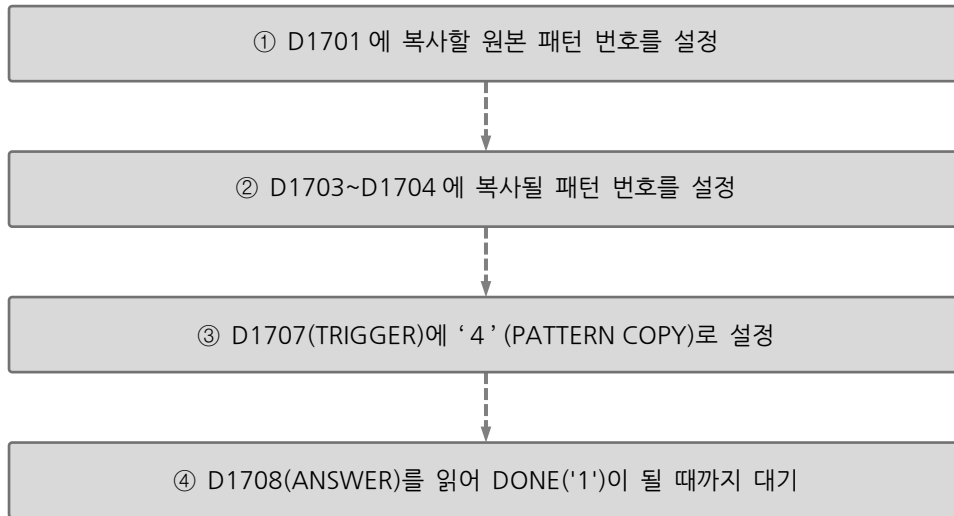 ① D1701 에 복사할 원본 패턴 번호를 설정
② D1703~D1704 에 복사될 패턴 번호를 설정
③ D1707(TRIGGER)에 ‘ 4 ’ (PATTERN COPY)로 설정
④ D1708(ANSWER)를 읽어 DONE('1')이 될 때까지 대기